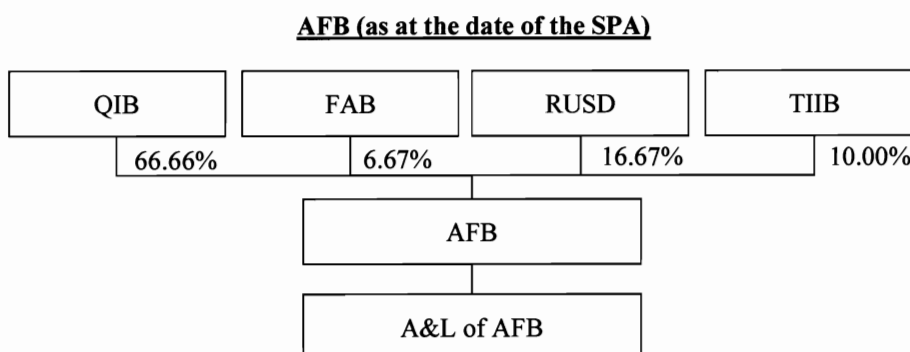 AFB (as at the date of the SPA)
QIB FAB RUSD TIIB
66.66% 6.67% 16.67% 10.00%
AFB
A&L of AFB